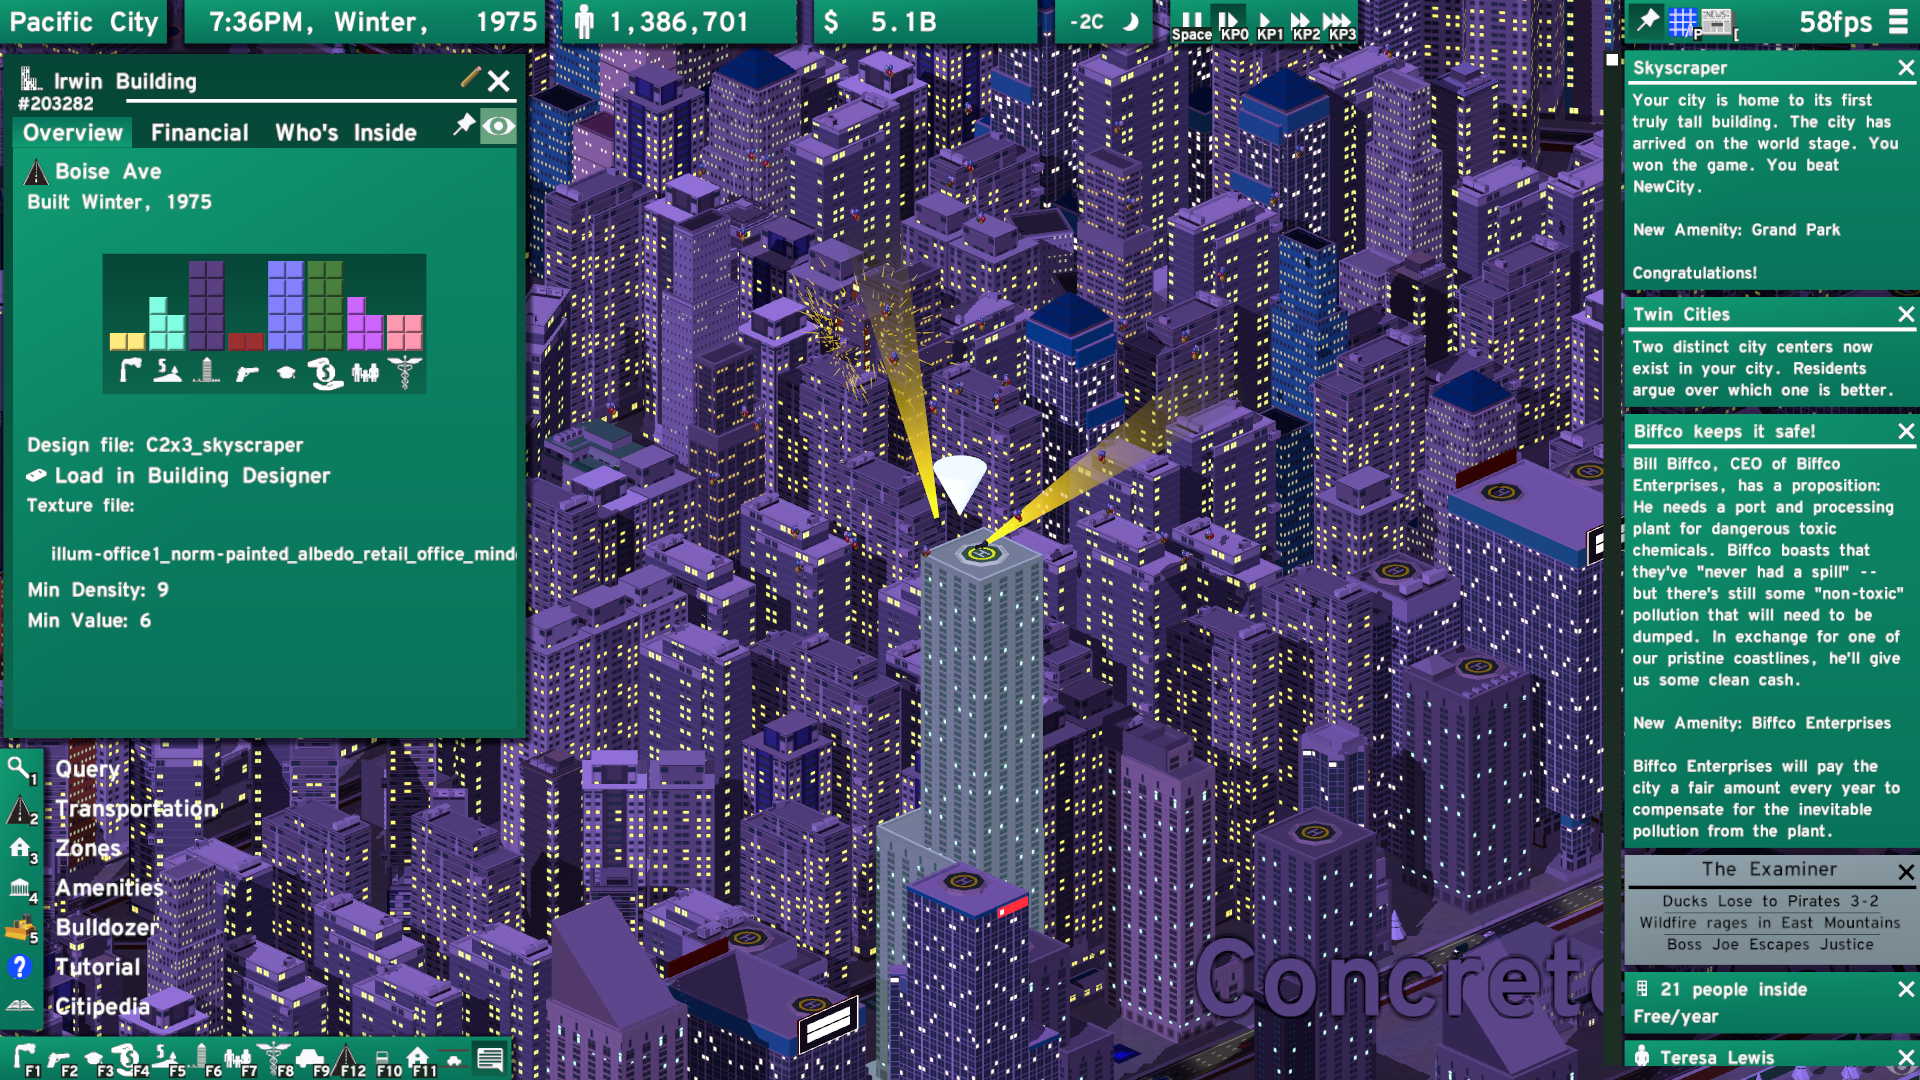 Pacific City
7:36PM, Winter, 1975
1,386,701
$ 5.1B
-2C
Space KP0 KP1 KP2 KP3
P [
58fps
Irwin Building
#203282
Overview Financial Who's Inside
Boise Ave
Built Winter, 1975
Design file: C2x3_skyscraper
Load in Building Designer
Texture file:
illum-office1_norm-painted_albedo_retail_office_mind
Min Density: 9
Min Value: 6
1 Query
2 Transportation
3 Zones
4 Amenities
5 Bulldozer
? Tutorial
Citipedia
F1 F2 F3 F4 F5 F6 F7 F8 F9 F12 F10 F11
Concrete
Skyscraper
Your city is home to its first
truly tall building. The city has
arrived on the world stage. You
won the game. You beat
NewCity.
New Amenity: Grand Park
Congratulations!
Twin Cities
Two distinct city centers now
exist in your city. Residents
argue over which one is better.
Biffco keeps it safe!
Bill Biffco, CEO of Biffco
Enterprises, has a proposition:
He needs a port and processing
plant for dangerous toxic
chemicals. Biffco boasts that
they've "never had a spill" --
but there's still some "non-toxic"
pollution that will need to be
dumped. In exchange for one of
our pristine coastlines, he'll give
us some clean cash.
New Amenity: Biffco Enterprises
Biffco Enterprises will pay the
city a fair amount every year to
compensate for the inevitable
pollution from the plant.
The Examiner
Ducks Lose to Pirates 3-2
Wildfire rages in East Mountains
Boss Joe Escapes Justice
21 people inside
Free/year
Teresa Lewis